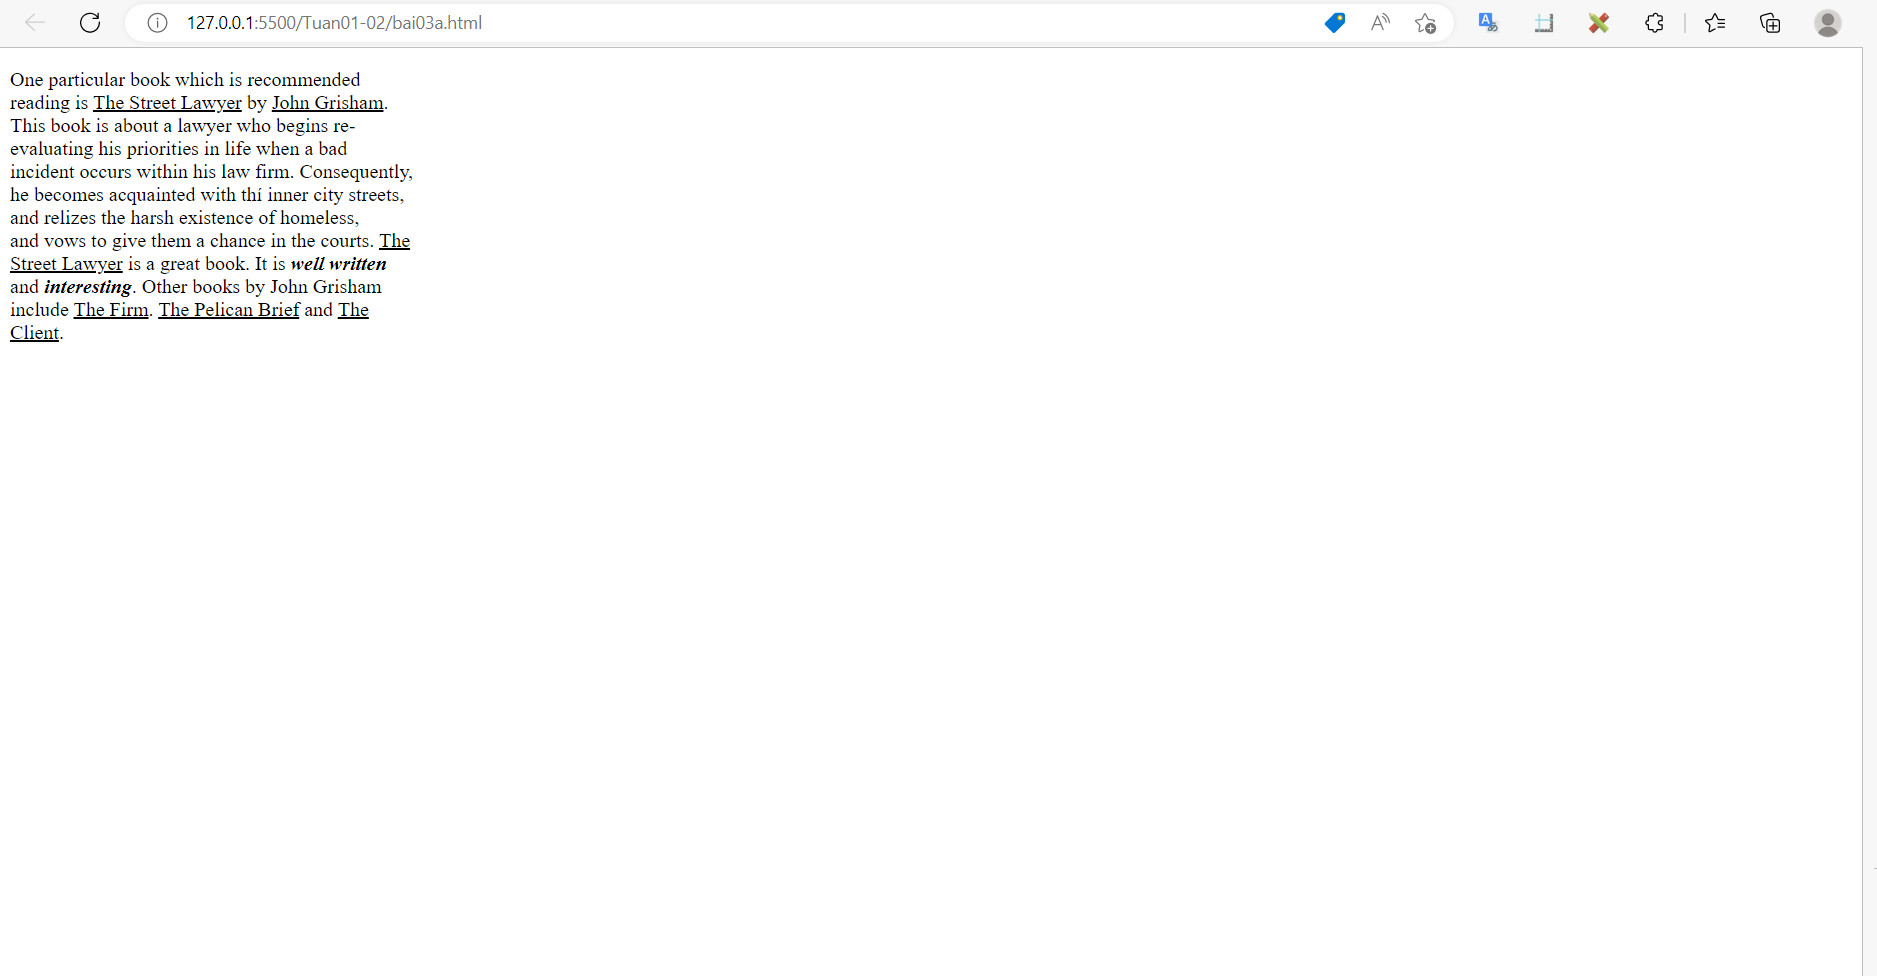 127.0.0.1:5500/Tuan01-02/bai03a.html
One particular book which is recommended
reading is The Street Lawyer by John Grisham.
This book is about a lawyer who begins re-
evaluating his priorities in life when a bad
incident occurs within his law firm. Consequently,
he becomes acquainted with thí inner city streets,
and relizes the harsh existence of homeless,
and vows to give them a chance in the courts. The
Street Lawyer is a great book. It is well written
and interesting. Other books by John Grisham
include The Firm. The Pelican Brief and The
Client.